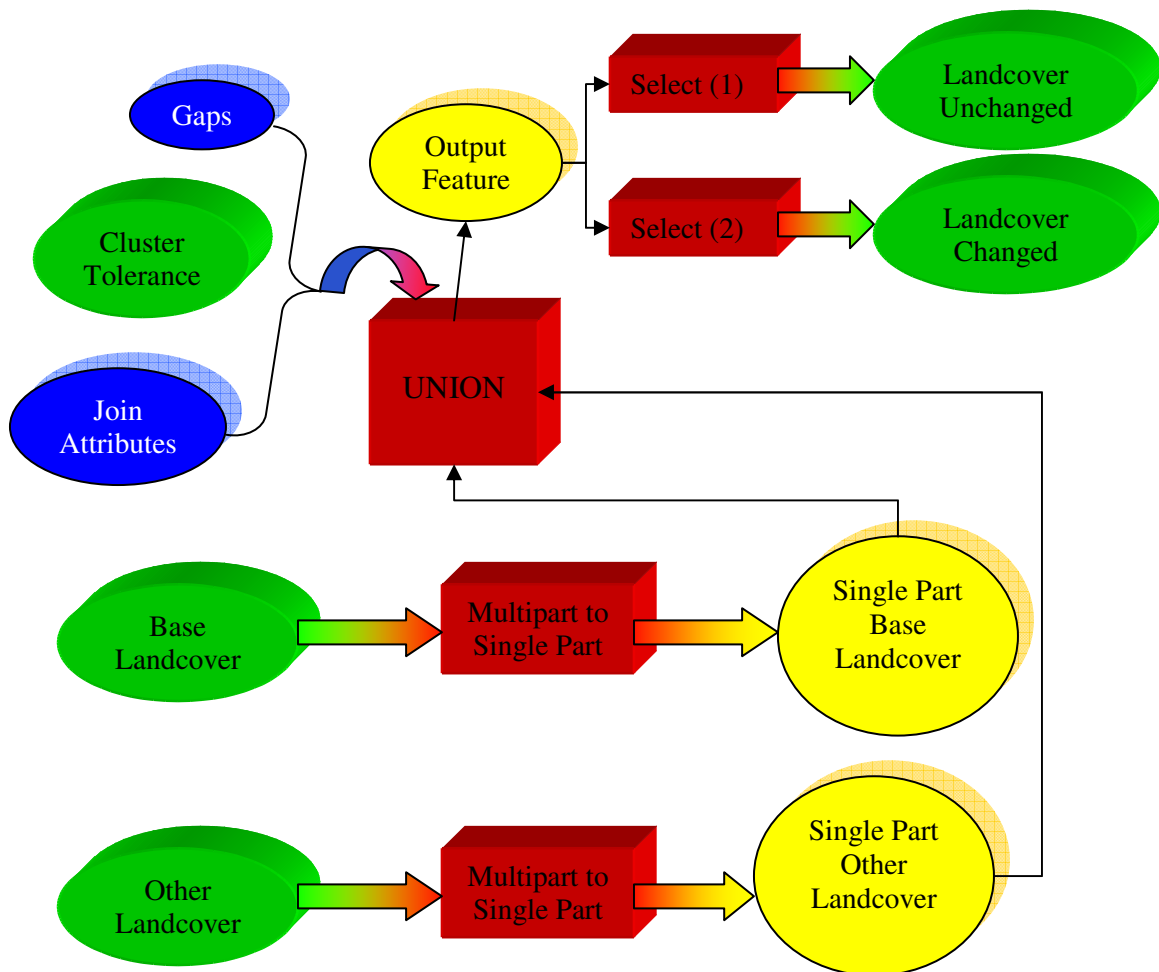 Gaps
Cluster
Tolerance
Join
Attributes
Output
Feature
Select (1)
Landcover
Unchanged
Select (2)
Landcover
Changed
UNION
Base
Landcover
Multipart to
Single Part
Single Part
Base
Landcover
Other
Landcover
Multipart to
Single Part
Single Part
Other
Landcover